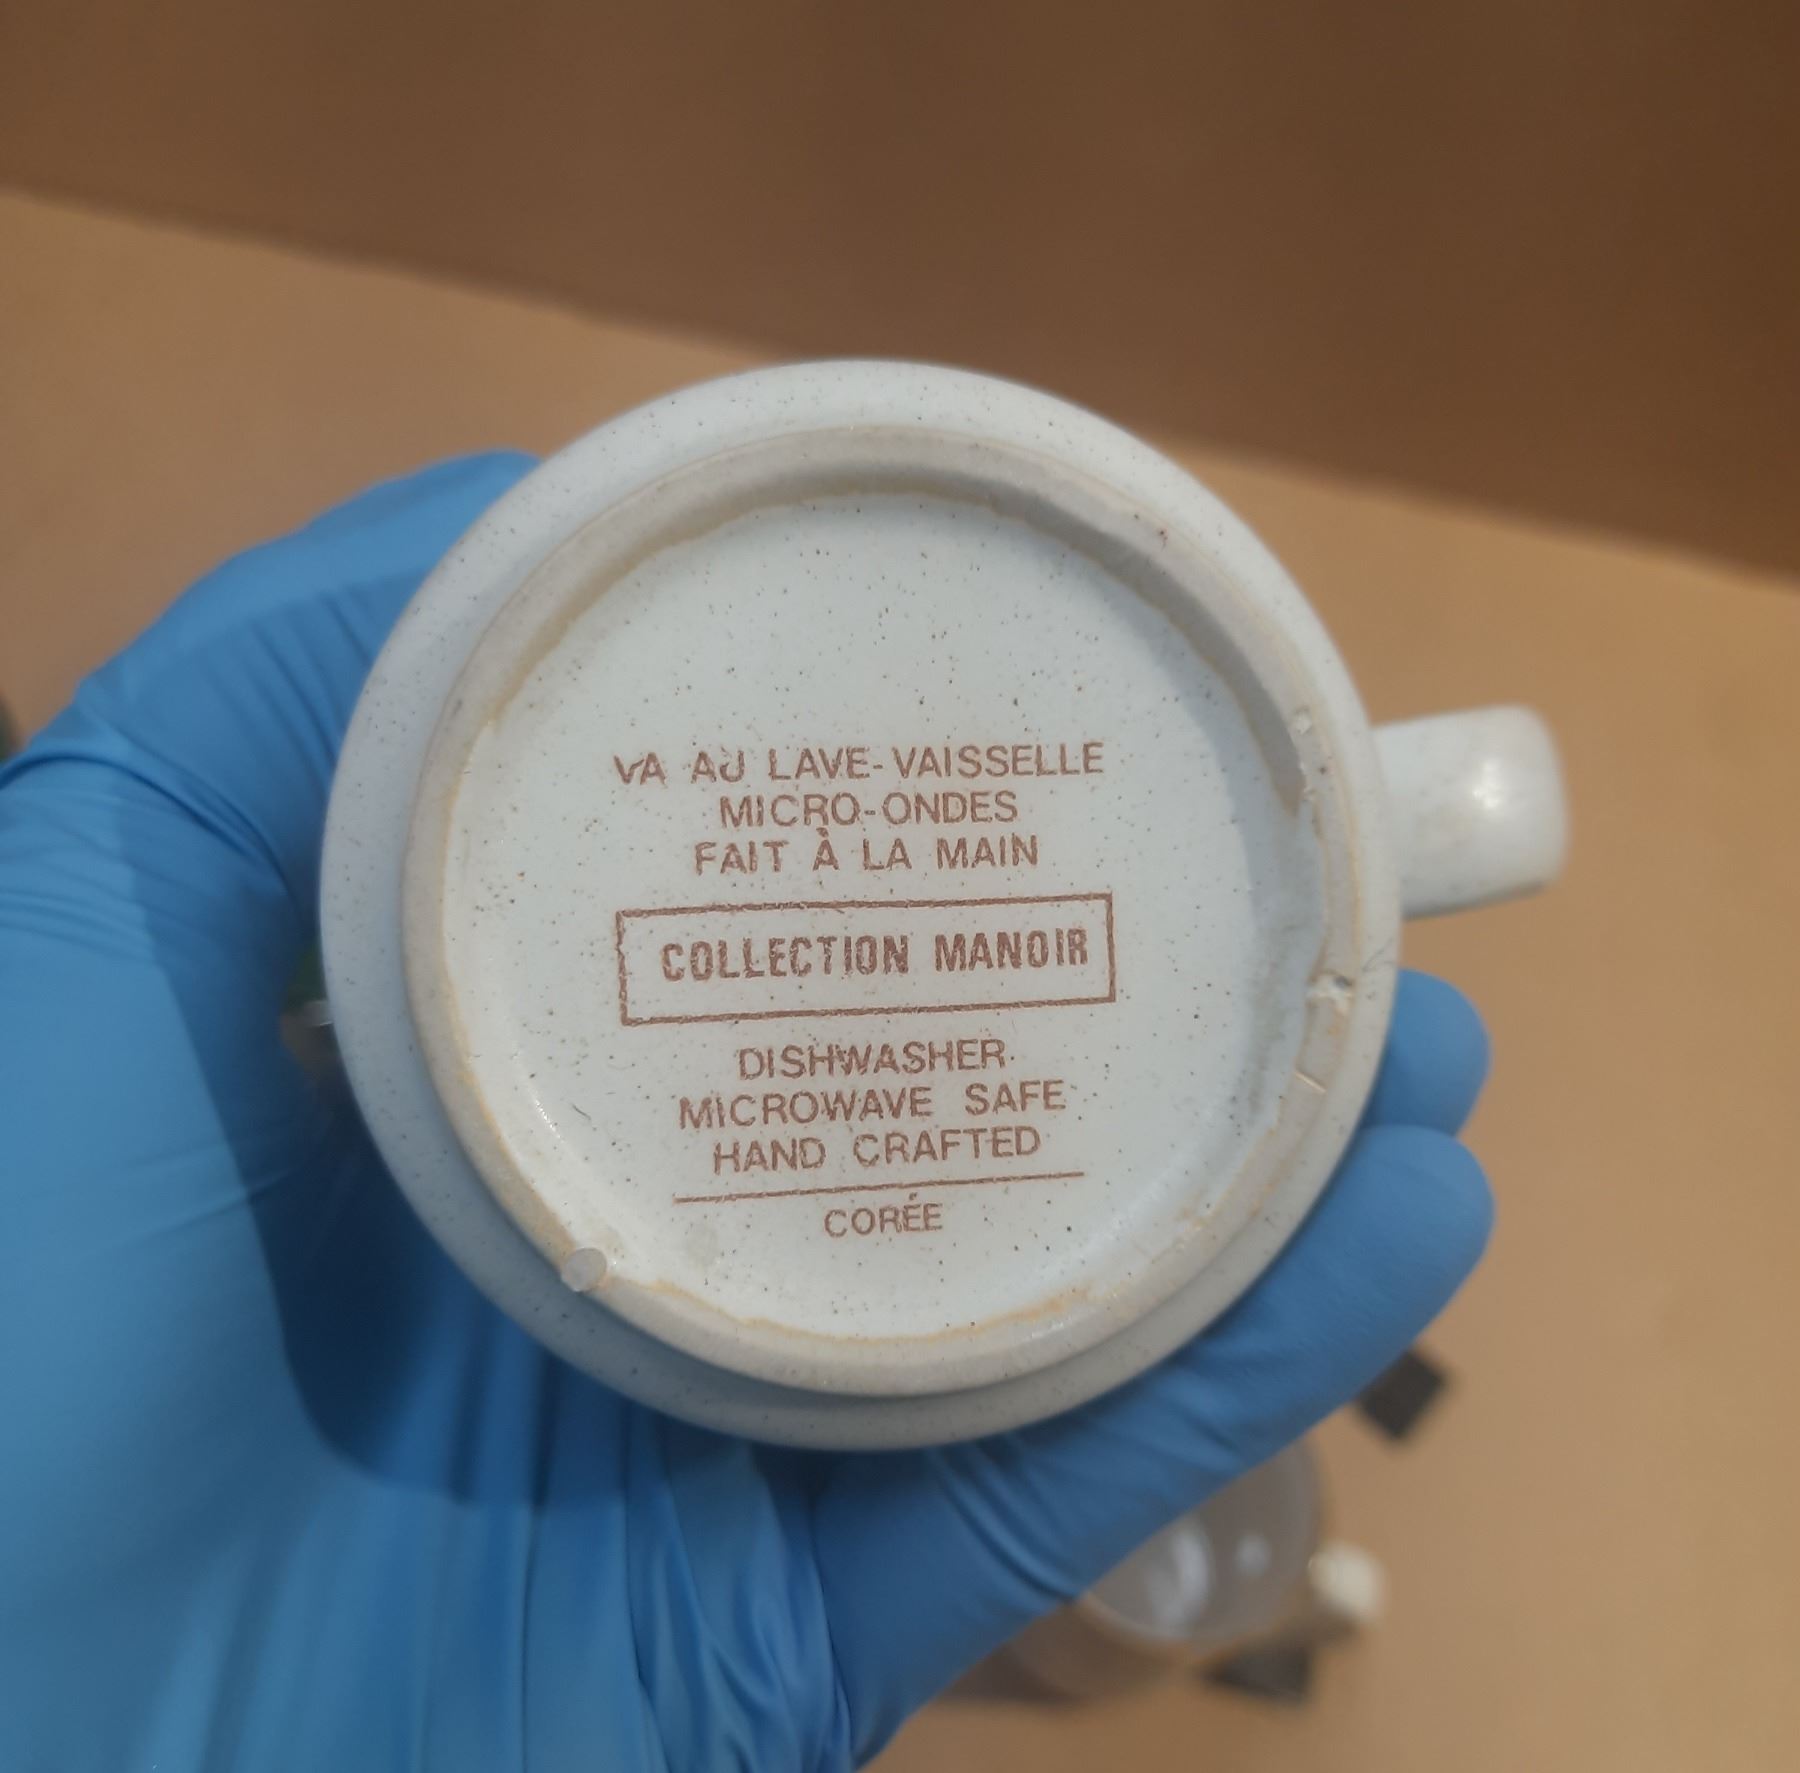 VA AU LAVE-VAISSELLE
MICRO-ONDES
FAIT À LA MAIN
COLLECTION MANOIR
DISHWASHER
MICROWAVE SAFE
HAND CRAFTED
CORÉE